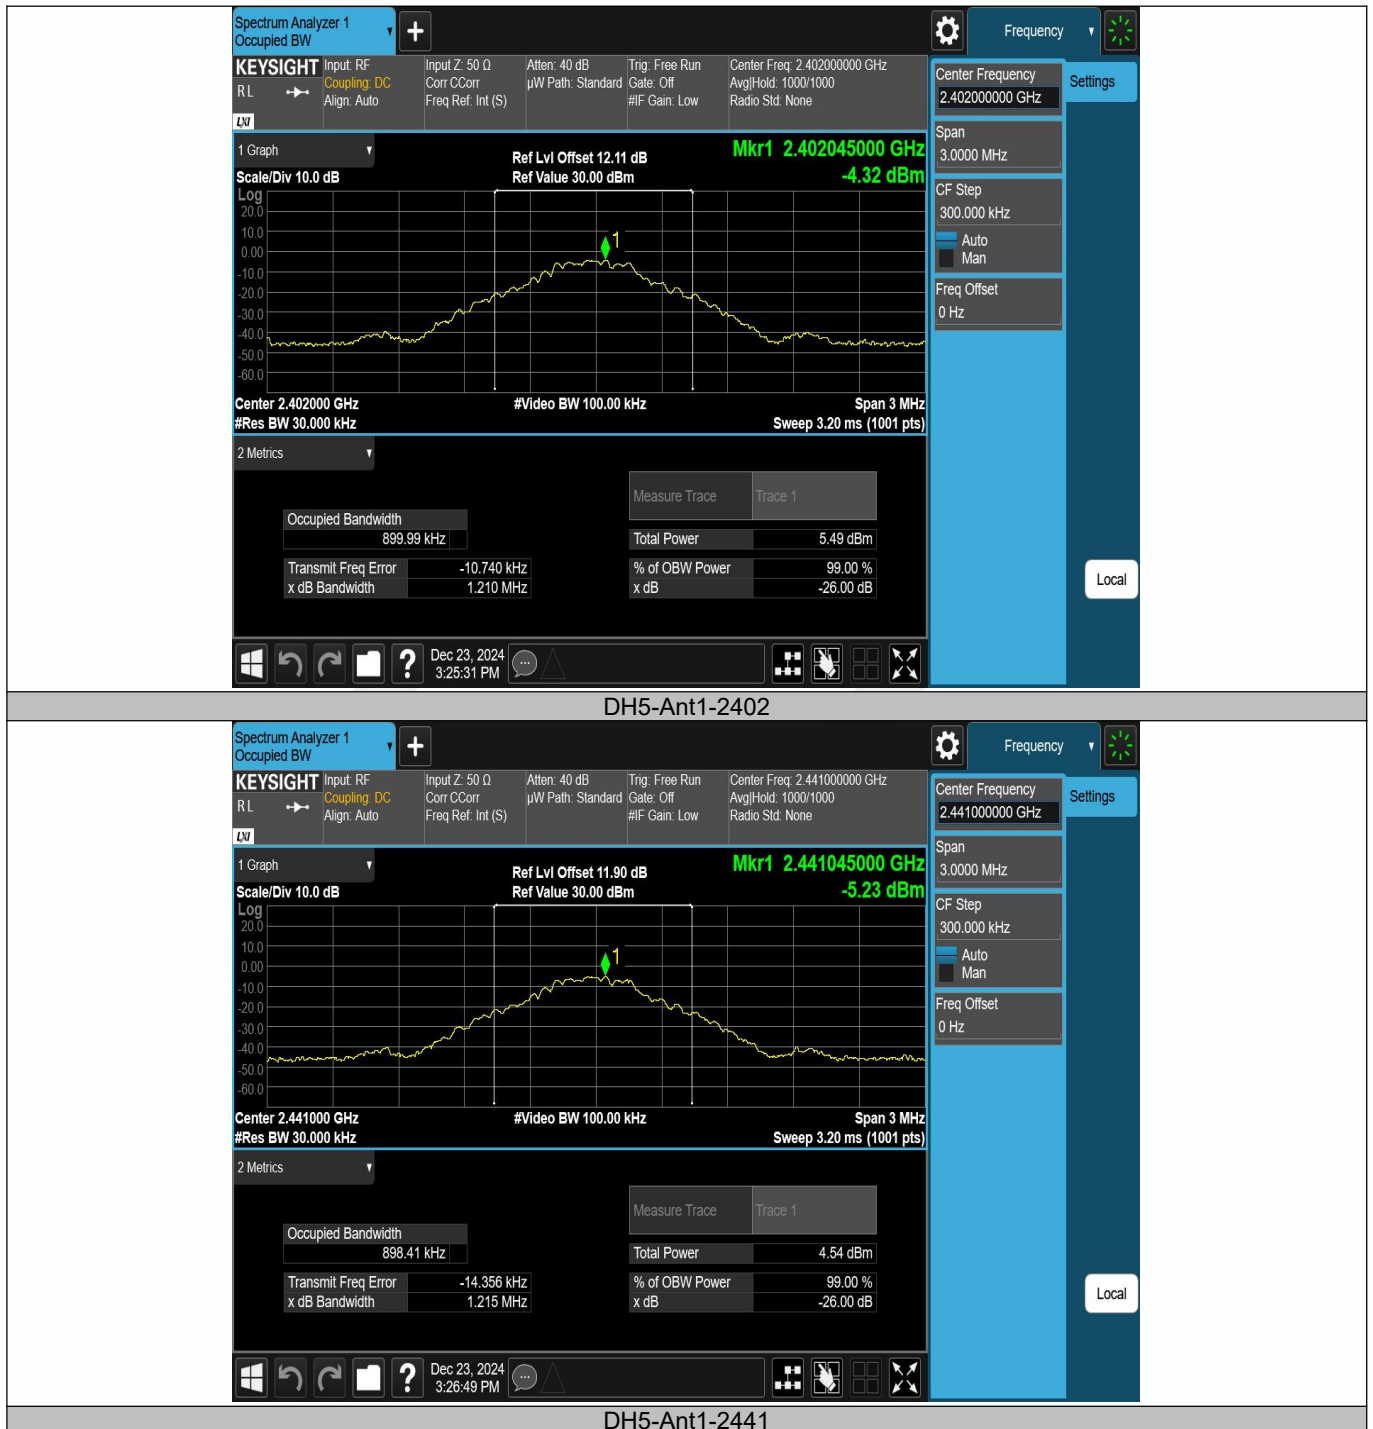 Spectrum Analyzer 1
Occupied BW
Frequency
KEYSIGHT
RL
LXI
Input: RF
Coupling: DC
Align: Auto
Input Z: 50 Ω
Corr CCorr
Freq Ref: Int (S)
Atten: 40 dB
µW Path: Standard
Trig: Free Run
Gate: Off
#IF Gain: Low
Center Freq: 2.402000000 GHz
Avg|Hold: 1000/1000
Radio Std: None
Center Frequency
2.402000000 GHz
Settings
Span
3.0000 MHz
CF Step
300.000 kHz
Auto
Man
Freq Offset
0 Hz
Local
1 Graph
Scale/Div 10.0 dB
Ref Lvl Offset 12.11 dB
Ref Value 30.00 dBm
Mkr1 2.402045000 GHz
-4.32 dBm
Log
20.0
10.0
0.00
-10.0
-20.0
-30.0
-40.0
-50.0
-60.0
1
Center 2.402000 GHz
#Video BW 100.00 kHz
Span 3 MHz
#Res BW 30.000 kHz
Sweep 3.20 ms (1001 pts)
2 Metrics
Measure Trace
Trace 1
Occupied Bandwidth
899.99 kHz
Total Power
5.49 dBm
Transmit Freq Error
-10.740 kHz
% of OBW Power
99.00 %
x dB Bandwidth
1.210 MHz
x dB
-26.00 dB
?
Dec 23, 2024
3:25:31 PM
DH5-Ant1-2402
Spectrum Analyzer 1
Occupied BW
Frequency
KEYSIGHT
RL
LXI
Input: RF
Coupling: DC
Align: Auto
Input Z: 50 Ω
Corr CCorr
Freq Ref: Int (S)
Atten: 40 dB
µW Path: Standard
Trig: Free Run
Gate: Off
#IF Gain: Low
Center Freq: 2.441000000 GHz
Avg|Hold: 1000/1000
Radio Std: None
Center Frequency
2.441000000 GHz
Settings
Span
3.0000 MHz
CF Step
300.000 kHz
Auto
Man
Freq Offset
0 Hz
Local
1 Graph
Scale/Div 10.0 dB
Ref Lvl Offset 11.90 dB
Ref Value 30.00 dBm
Mkr1 2.441045000 GHz
-5.23 dBm
Log
20.0
10.0
0.00
-10.0
-20.0
-30.0
-40.0
-50.0
-60.0
1
Center 2.441000 GHz
#Video BW 100.00 kHz
Span 3 MHz
#Res BW 30.000 kHz
Sweep 3.20 ms (1001 pts)
2 Metrics
Measure Trace
Trace 1
Occupied Bandwidth
898.41 kHz
Total Power
4.54 dBm
Transmit Freq Error
-14.356 kHz
% of OBW Power
99.00 %
x dB Bandwidth
1.215 MHz
x dB
-26.00 dB
?
Dec 23, 2024
3:26:49 PM
DH5-Ant1-2441